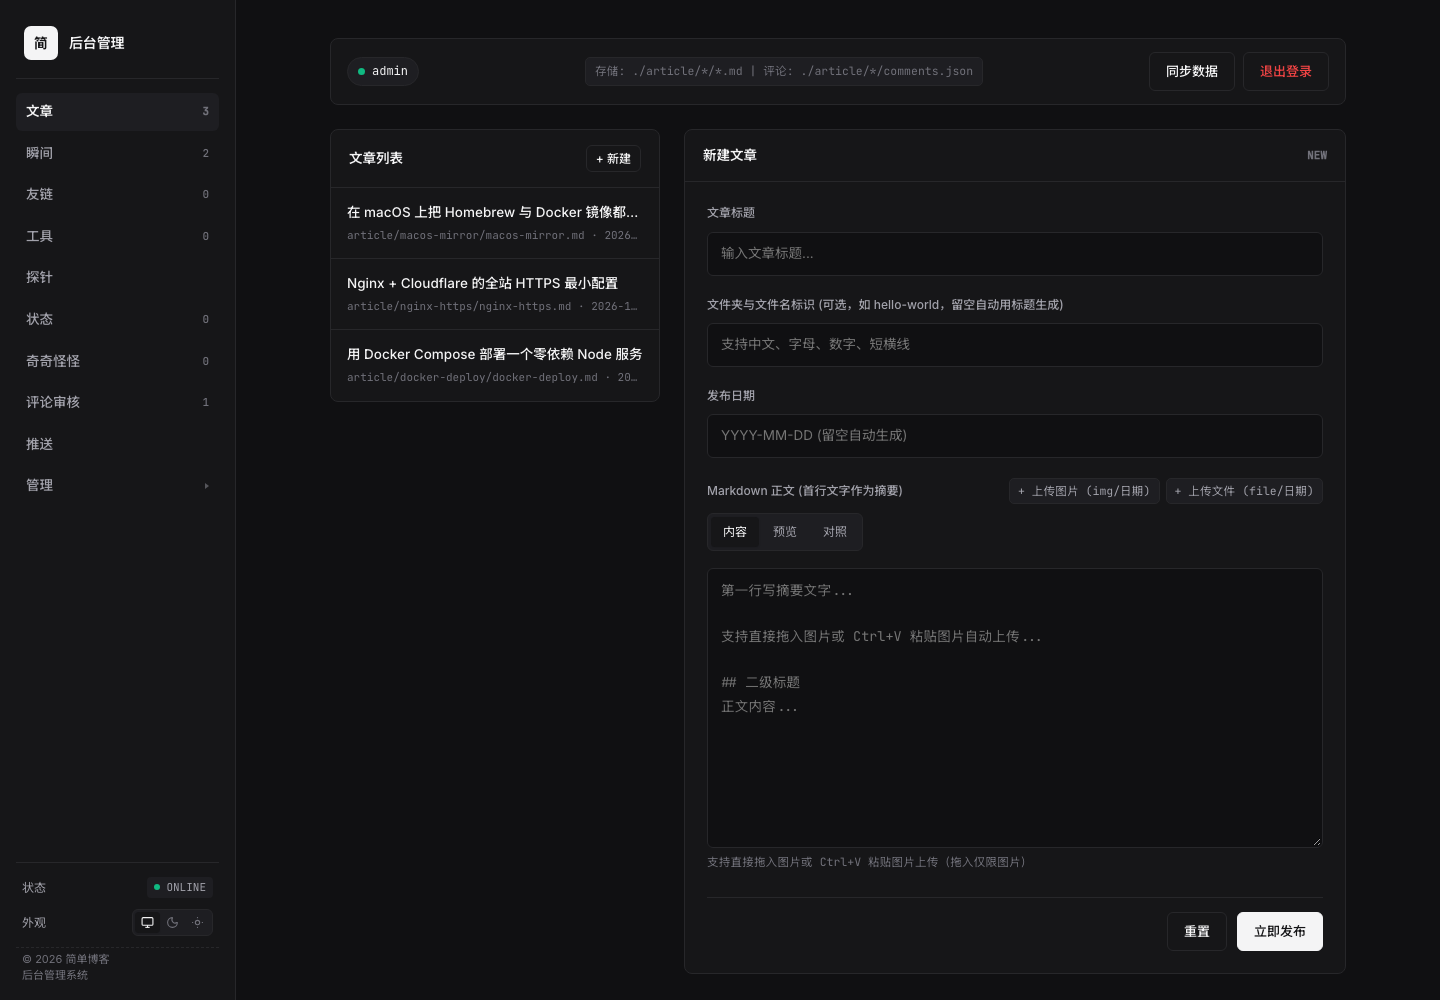 简 后台管理
文章 3
瞬间 2
友链 0
工具 0
探针
状态 0
奇奇怪怪 0
评论审核 1
推送
管理
状态 ONLINE
外观
© 2026 简单博客
后台管理系统
admin
存储: ./article/*/*.md | 评论: ./article/*/comments.json
同步数据
退出登录
文章列表
+ 新建
在 macOS 上把 Homebrew 与 Docker 镜像都...
article/macos-mirror/macos-mirror.md · 2026…
Nginx + Cloudflare 的全站 HTTPS 最小配置
article/nginx-https/nginx-https.md · 2026-1…
用 Docker Compose 部署一个零依赖 Node 服务
article/docker-deploy/docker-deploy.md · 20…
新建文章 NEW
文章标题
输入文章标题...
文件夹与文件名标识 (可选，如 hello-world，留空自动用标题生成)
支持中文、字母、数字、短横线
发布日期
YYYY-MM-DD (留空自动生成)
Markdown 正文 (首行文字作为摘要)
+ 上传图片 (img/日期)
+ 上传文件 (file/日期)
内容 预览 对照
第一行写摘要文字...
支持直接拖入图片或 Ctrl+V 粘贴图片自动上传...
## 二级标题
正文内容...
支持直接拖入图片或 Ctrl+V 粘贴图片上传 (拖入仅限图片)
重置
立即发布